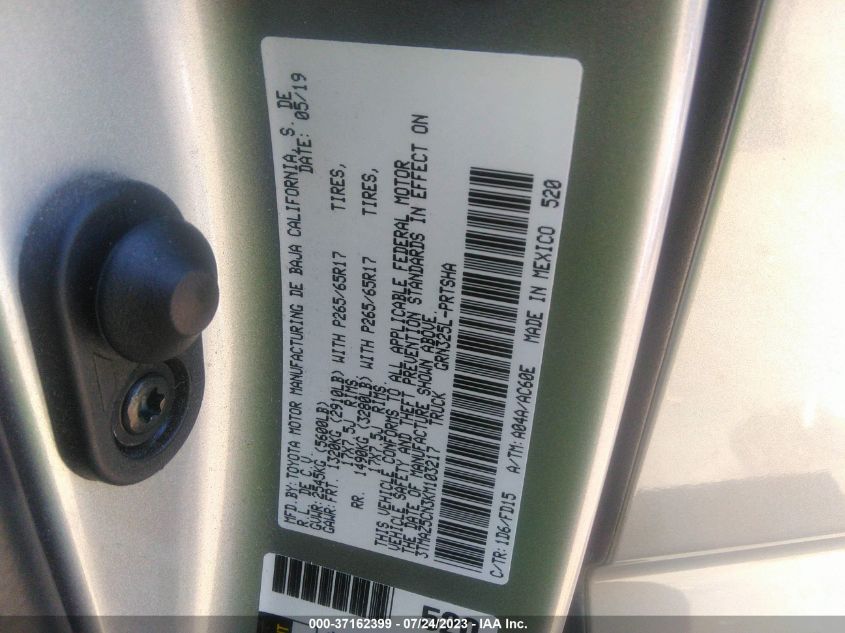 MFD.BY: TOYOTA MOTOR MANUFACTURING DE BAJA CALIFORNIA, S. DE
R.L. DE C.V. DATE: 05/19
GVWR: 2545KG (5600LB)
GAWR: FRT. 1320KG (2910LB) WITH P265/65R17 TIRES,
17X7.5J RIMS.
RR. 1490KG (3280LB) WITH P265/65R17 TIRES,
17X7.5J RIMS.
THIS VEHICLE CONFORMS TO ALL APPLICABLE FEDERAL MOTOR
VEHICLE SAFETY AND THEFT PREVENTION STANDARDS IN EFFECT ON
THE DATE OF MANUFACTURE SHOWN ABOVE.
3TMAZ5CN3KM103217 TRUCK GRN325L-PRTSHA
C/TR: 1D6/FD15 A/TM: A04A/AC60E MADE IN MEXICO 520
000-37162399 / 07/24/2023 / IAA Inc.